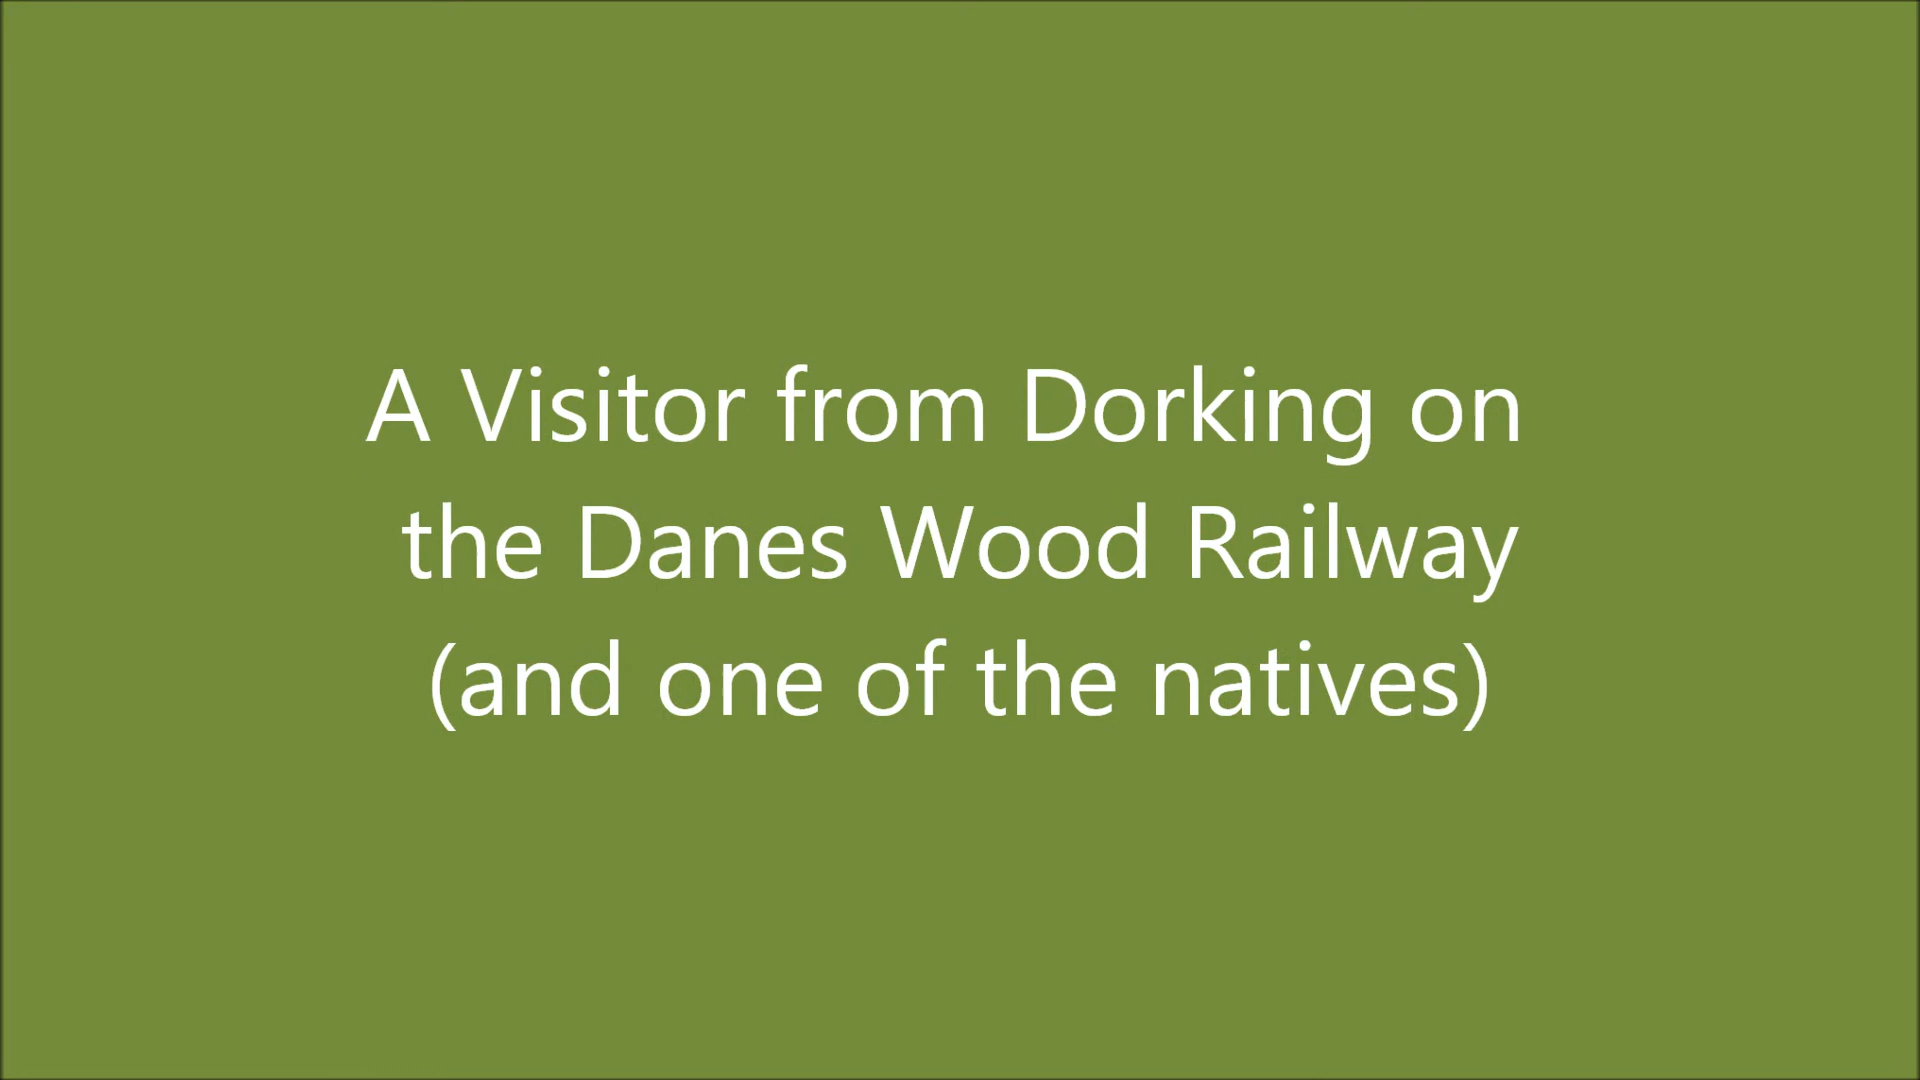 A Visitor from Dorking on
the Danes Wood Railway
(and one of the natives)